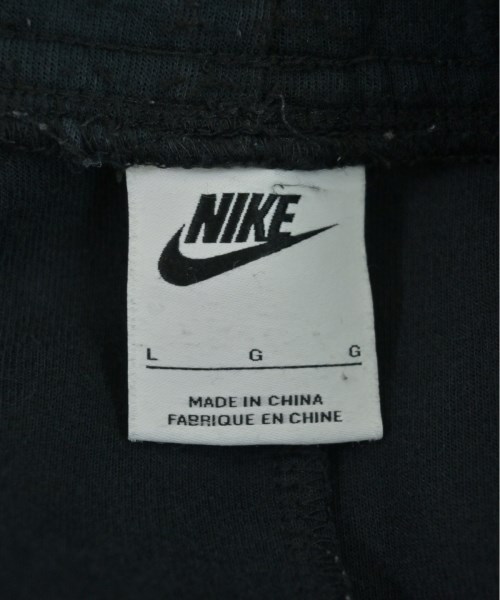 NIKE
L G G
MADE IN CHINA
FABRIQUE EN CHINE